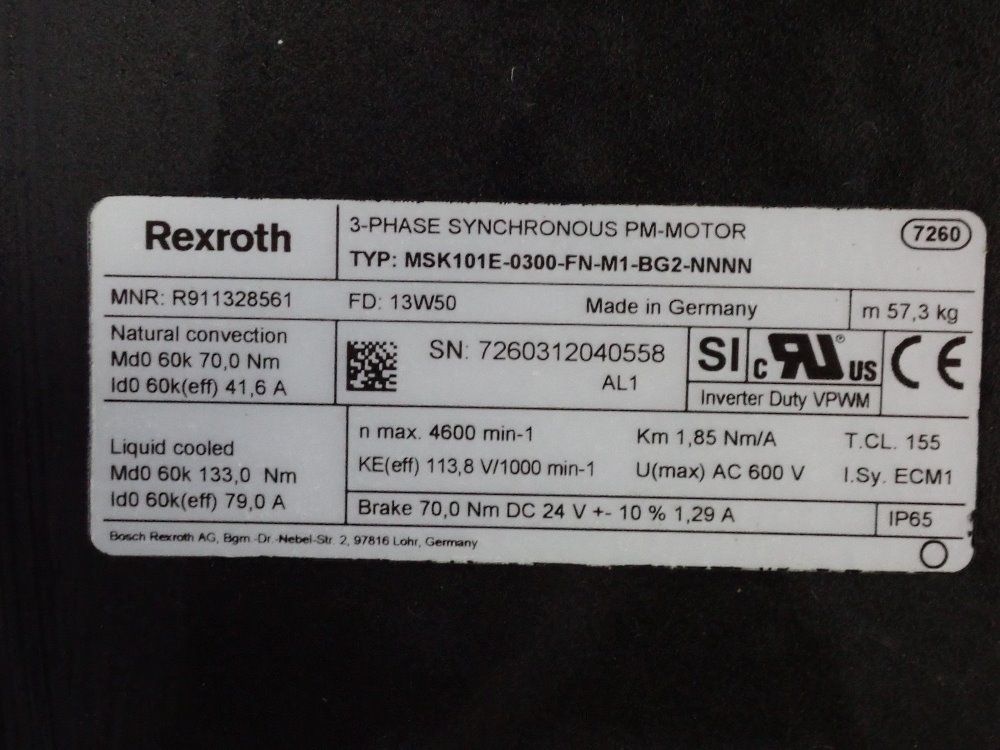 Rexroth
3-PHASE SYNCHRONOUS PM-MOTOR
7260
TYP: MSK101E-0300-FN-M1-BG2-NNNN
MNR: R911328561
FD: 13W50
Made in Germany
m 57,3 kg
Natural convection
Md0 60k 70,0 Nm
Id0 60k(eff) 41,6 A
SN: 7260312040558
AL1
SI
c RU us
Inverter Duty VPWM
CE
Liquid cooled
Md0 60k 133,0 Nm
Id0 60k(eff) 79,0 A
n max. 4600 min-1
Km 1,85 Nm/A
T.CL. 155
KE(eff) 113,8 V/1000 min-1
U(max) AC 600 V
I.Sy. ECM1
Brake 70,0 Nm DC 24 V +- 10 % 1,29 A
IP65
Bosch Rexroth AG, Bgm.-Dr.-Nebel-Str. 2, 97816 Lohr, Germany